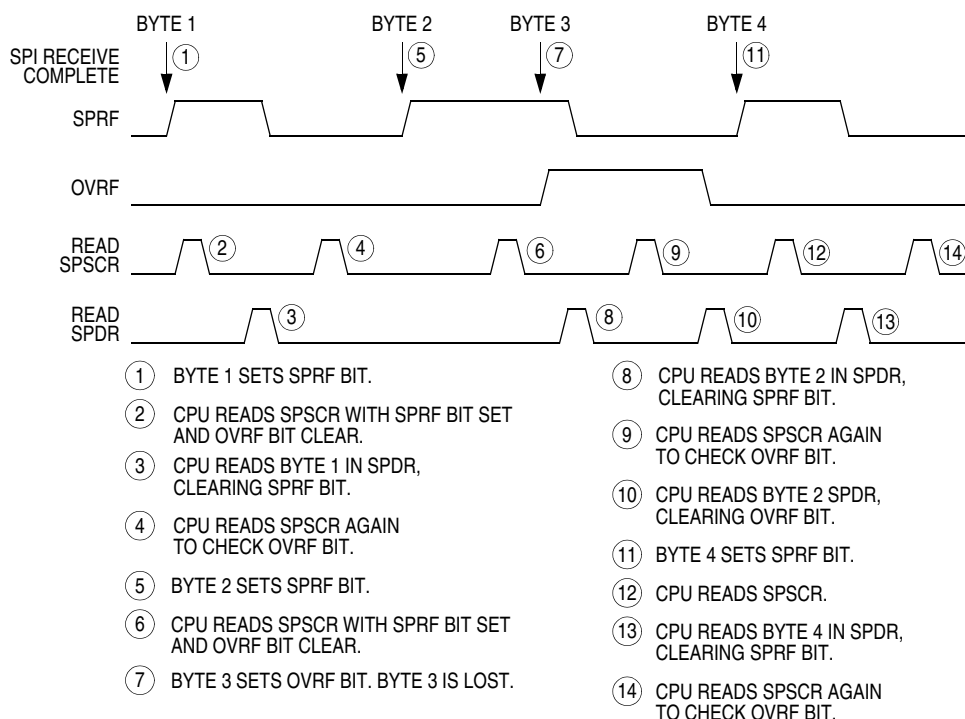 BYTE 1 BYTE 2 BYTE 3 BYTE 4
SPI RECEIVE
COMPLETE
1 5 7 11
SPRF
OVRF
READ
SPSCR
2 4 6 9 12 14
READ
SPDR
3 8 10 13
1 BYTE 1 SETS SPRF BIT.
2 CPU READS SPSCR WITH SPRF BIT SET
AND OVRF BIT CLEAR.
3 CPU READS BYTE 1 IN SPDR,
CLEARING SPRF BIT.
4 CPU READS SPSCR AGAIN
TO CHECK OVRF BIT.
5 BYTE 2 SETS SPRF BIT.
6 CPU READS SPSCR WITH SPRF BIT SET
AND OVRF BIT CLEAR.
7 BYTE 3 SETS OVRF BIT. BYTE 3 IS LOST.
8 CPU READS BYTE 2 IN SPDR,
CLEARING SPRF BIT.
9 CPU READS SPSCR AGAIN
TO CHECK OVRF BIT.
10 CPU READS BYTE 2 SPDR,
CLEARING OVRF BIT.
11 BYTE 4 SETS SPRF BIT.
12 CPU READS SPSCR.
13 CPU READS BYTE 4 IN SPDR,
CLEARING SPRF BIT.
14 CPU READS SPSCR AGAIN
TO CHECK OVRF BIT.